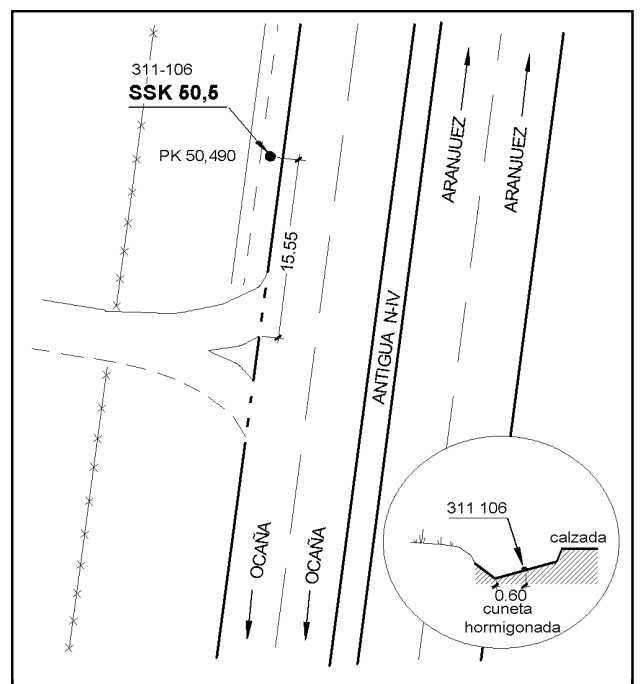 311-106
SSK 50,5
PK 50,490
15.55
ARANJUEZ
ARANJUEZ
ANTIGUA N-IV
OCAÑA
OCAÑA
311 106
calzada
0.60
cuneta
hormigonada